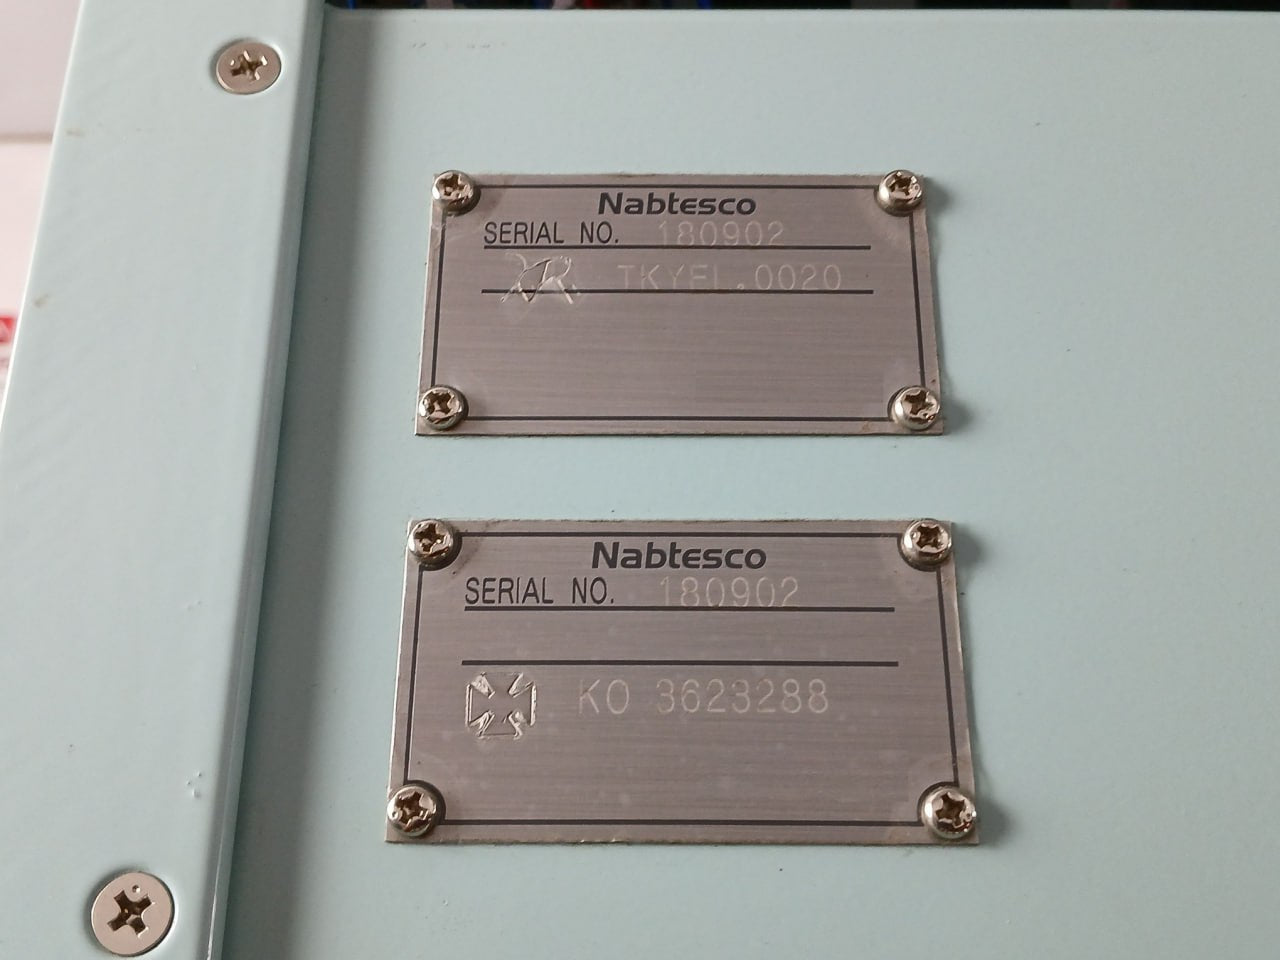 Nabtesco
SERIAL NO. 180902
TKYFL.0020
Nabtesco
SERIAL NO. 180902
KO 3623288